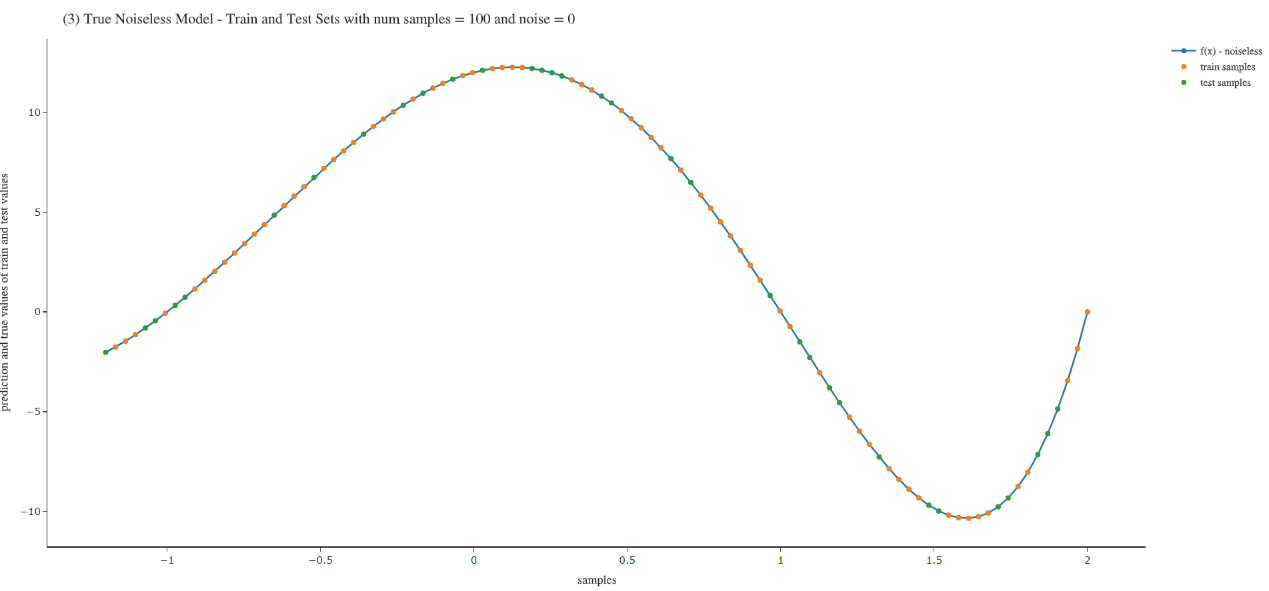 (3) True Noiseless Model - Train and Test Sets with num samples = 100 and noise = 0
f(x) - noiseless
train samples
test samples
prediction and true values of train and test values
10
5
0
−5
−10
−1
−0.5
0
0.5
1
1.5
2
samples